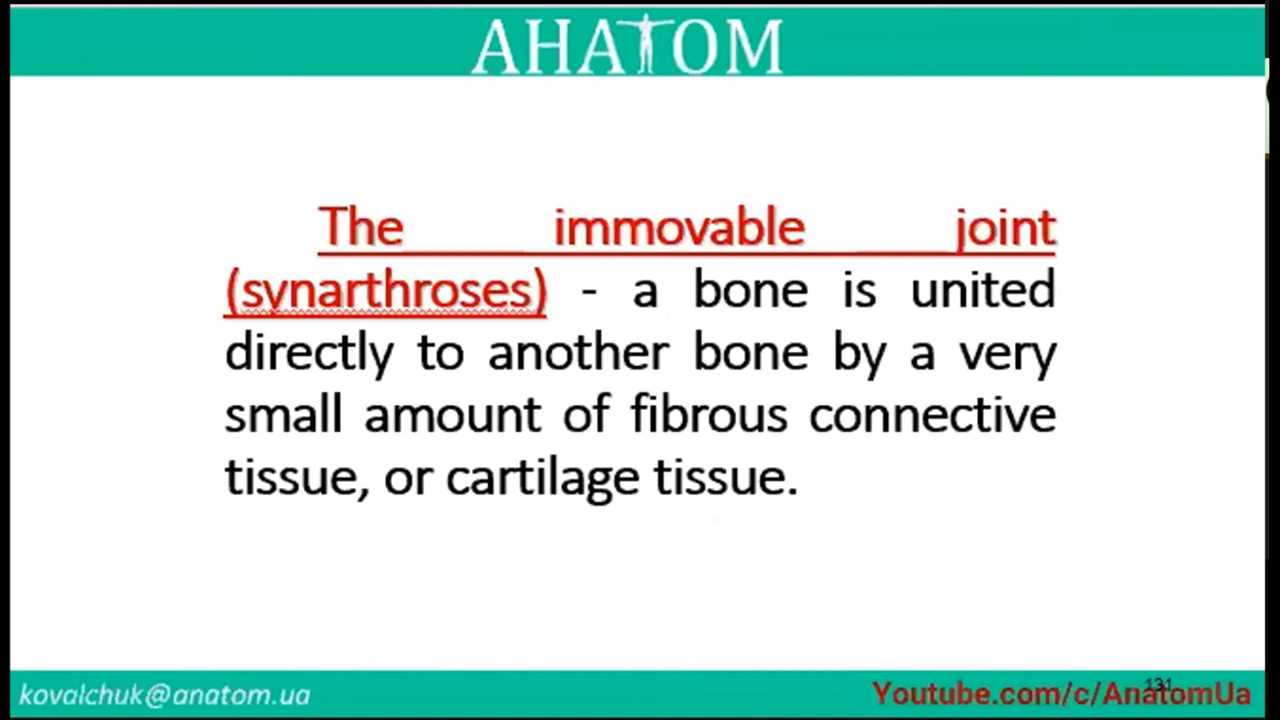 АНАТОМ
The immovable joint
(synarthroses) - a bone is united
directly to another bone by a very
small amount of fibrous connective
tissue, or cartilage tissue.
kovalchuk@anatom.ua
Youtube.com/c/AnatomUa
131